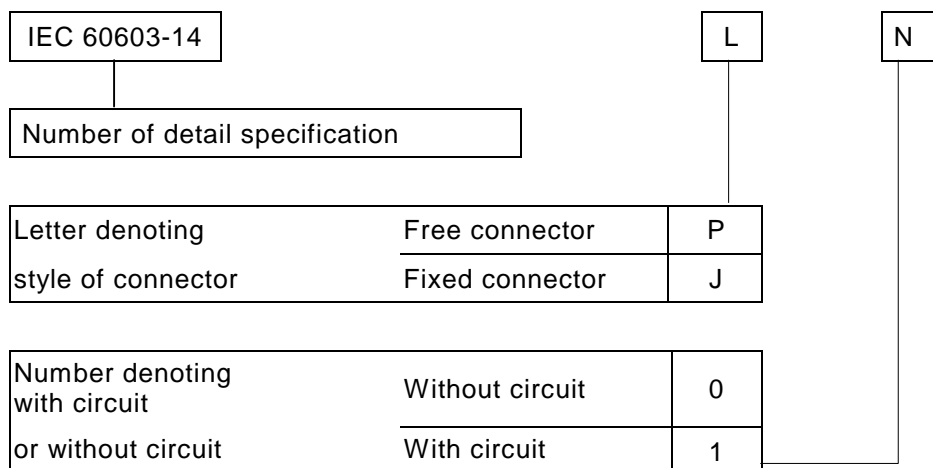 IEC 60603-14 L N
Number of detail specification
Letter denoting Free connector P
style of connector Fixed connector J
Number denoting
with circuit Without circuit 0
or without circuit With circuit 1